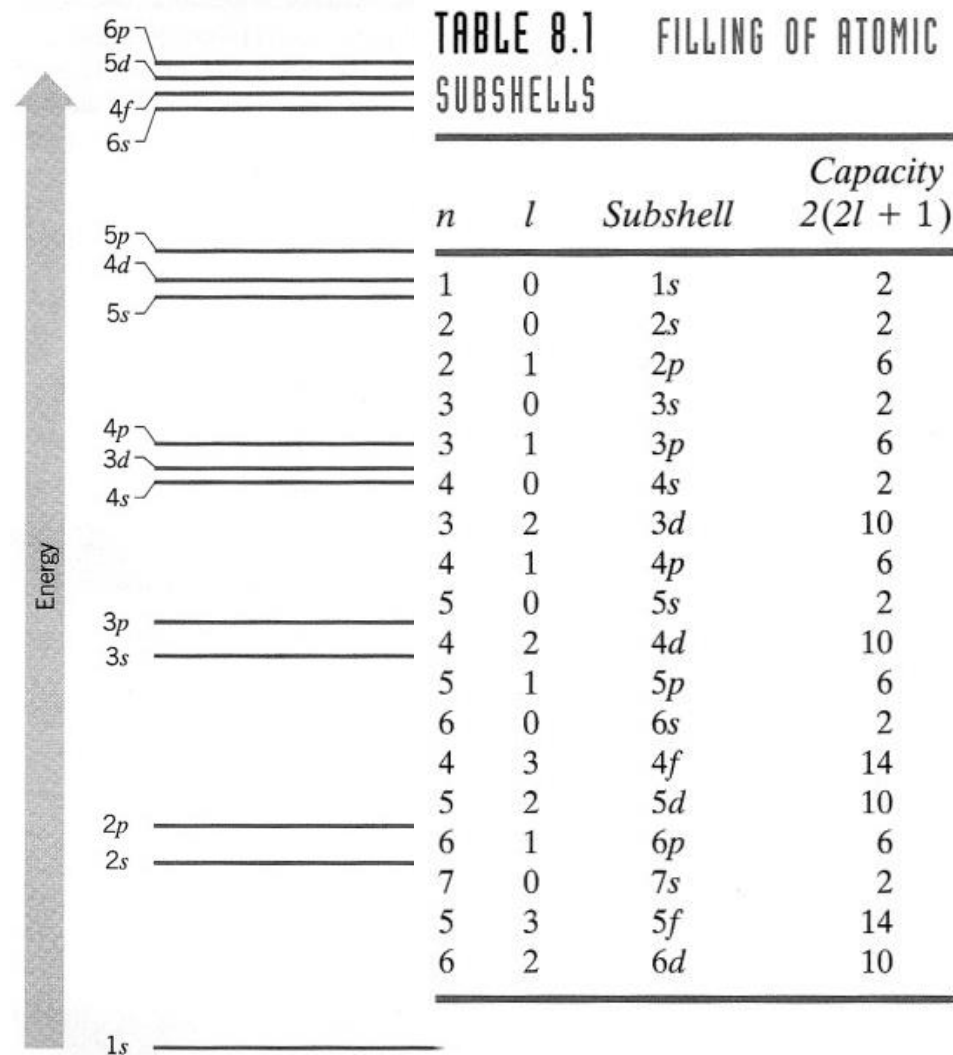 6p
5d
4f
6s
5p
4d
5s
4p
3d
4s
3p
3s
2p
2s
1s
Energy
TABLE 8.1 FILLING OF ATOMIC
SUBSHELLS
Capacity
n l Subshell 2(2l + 1)
1 0 1s 2
2 0 2s 2
2 1 2p 6
3 0 3s 2
3 1 3p 6
4 0 4s 2
3 2 3d 10
4 1 4p 6
5 0 5s 2
4 2 4d 10
5 1 5p 6
6 0 6s 2
4 3 4f 14
5 2 5d 10
6 1 6p 6
7 0 7s 2
5 3 5f 14
6 2 6d 10